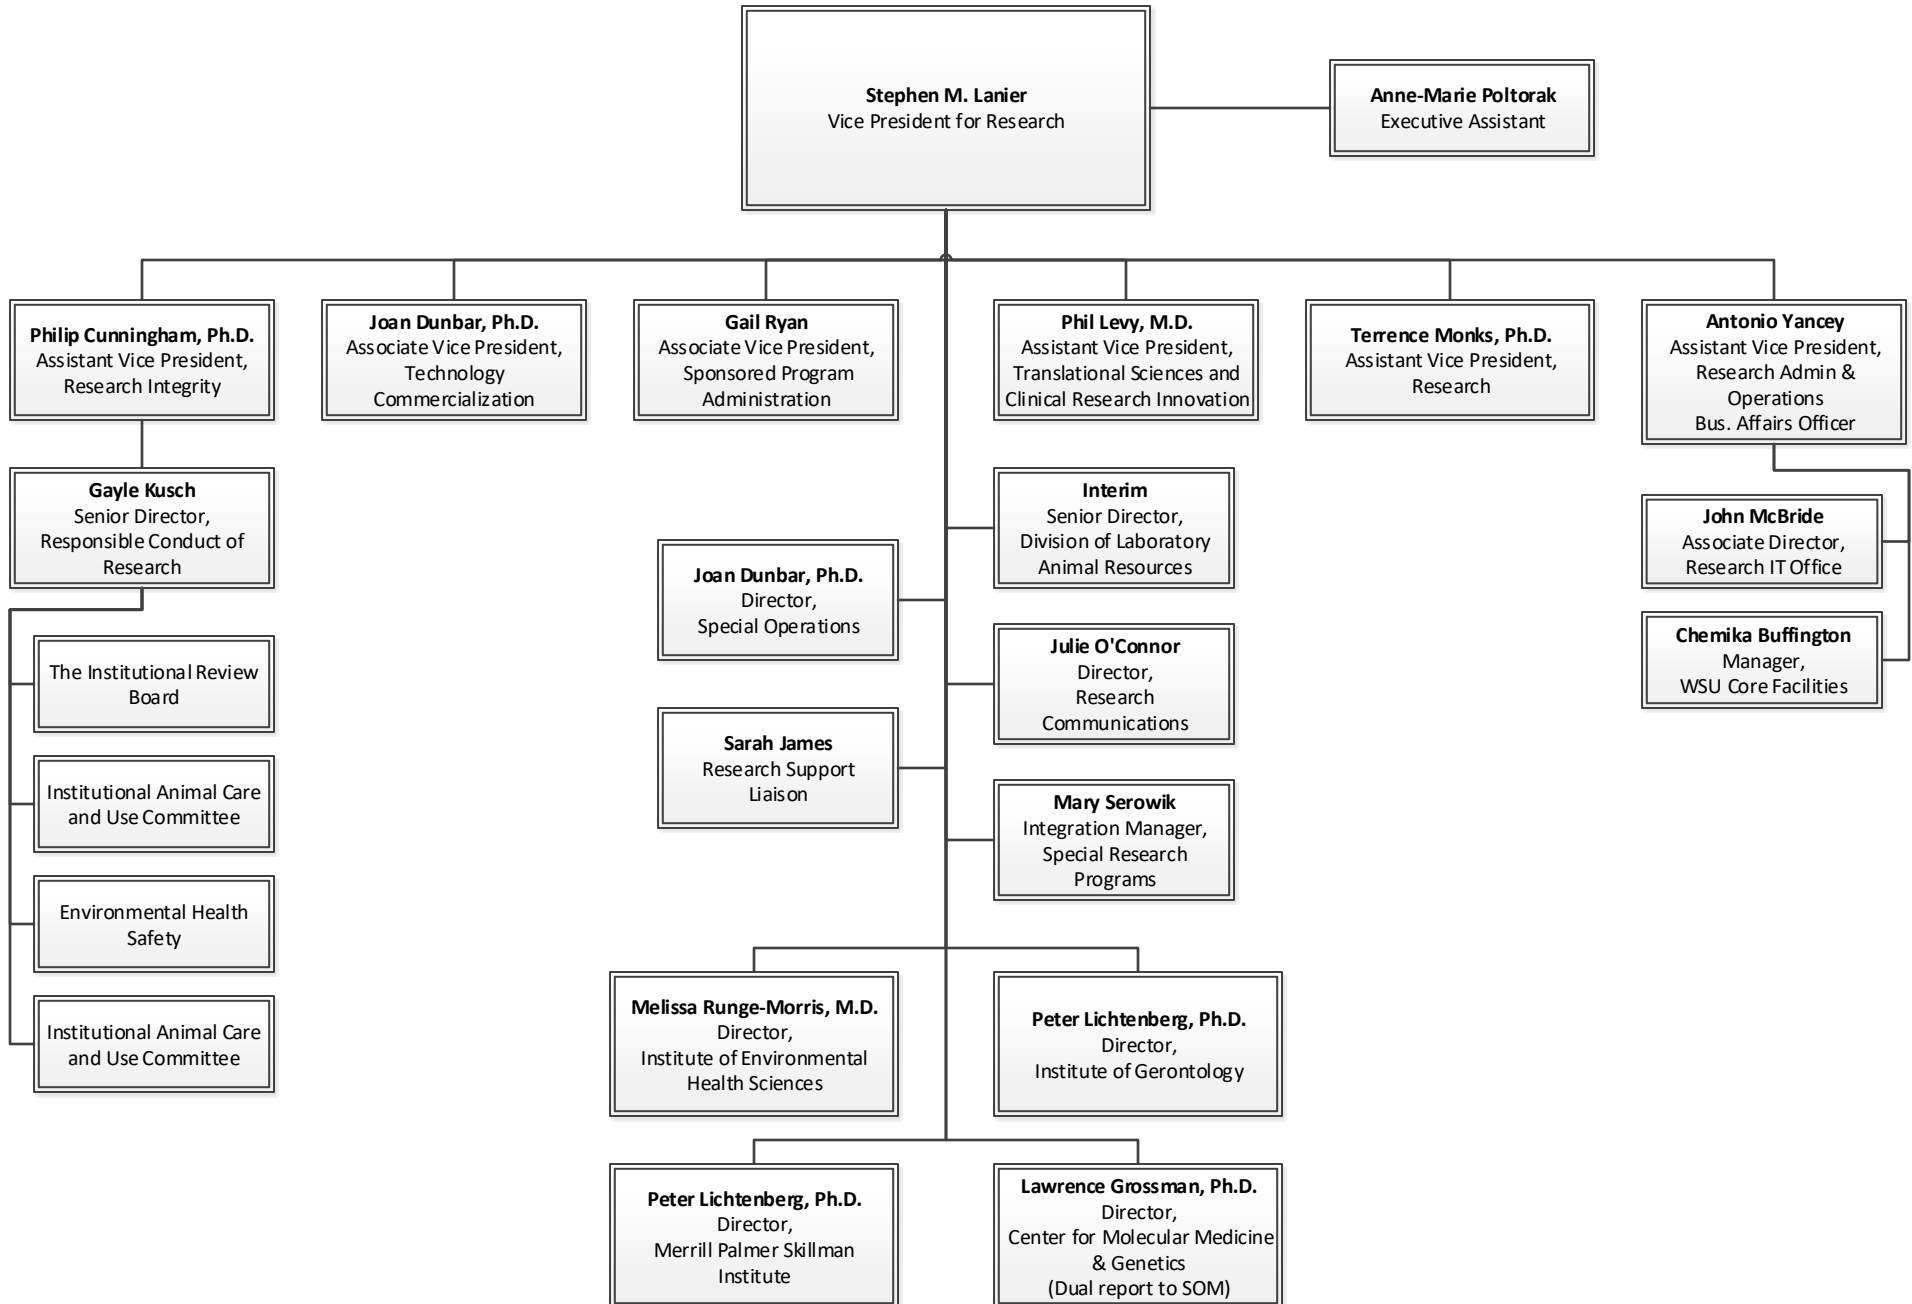 Stephen M. Lanier
Vice President for Research
Anne-Marie Poltorak
Executive Assistant
Philip Cunningham, Ph.D.
Assistant Vice President,
Research Integrity
Joan Dunbar, Ph.D.
Associate Vice President,
Technology
Commercialization
Gail Ryan
Associate Vice President,
Sponsored Program
Administration
Phil Levy, M.D.
Assistant Vice President,
Translational Sciences and
Clinical Research Innovation
Terrence Monks, Ph.D.
Assistant Vice President,
Research
Antonio Yancey
Assistant Vice President,
Research Admin &
Operations
Bus. Affairs Officer
Gayle Kusch
Senior Director,
Responsible Conduct of
Research
The Institutional Review
Board
Institutional Animal Care
and Use Committee
Environmental Health
Safety
Institutional Animal Care
and Use Committee
Joan Dunbar, Ph.D.
Director,
Special Operations
Sarah James
Research Support
Liaison
Interim
Senior Director,
Division of Laboratory
Animal Resources
Julie O'Connor
Director,
Research
Communications
Mary Serowik
Integration Manager,
Special Research
Programs
John McBride
Associate Director,
Research IT Office
Chemika Buffington
Manager,
WSU Core Facilities
Melissa Runge-Morris, M.D.
Director,
Institute of Environmental
Health Sciences
Peter Lichtenberg, Ph.D.
Director,
Institute of Gerontology
Peter Lichtenberg, Ph.D.
Director,
Merrill Palmer Skillman
Institute
Lawrence Grossman, Ph.D.
Director,
Center for Molecular Medicine
& Genetics
(Dual report to SOM)